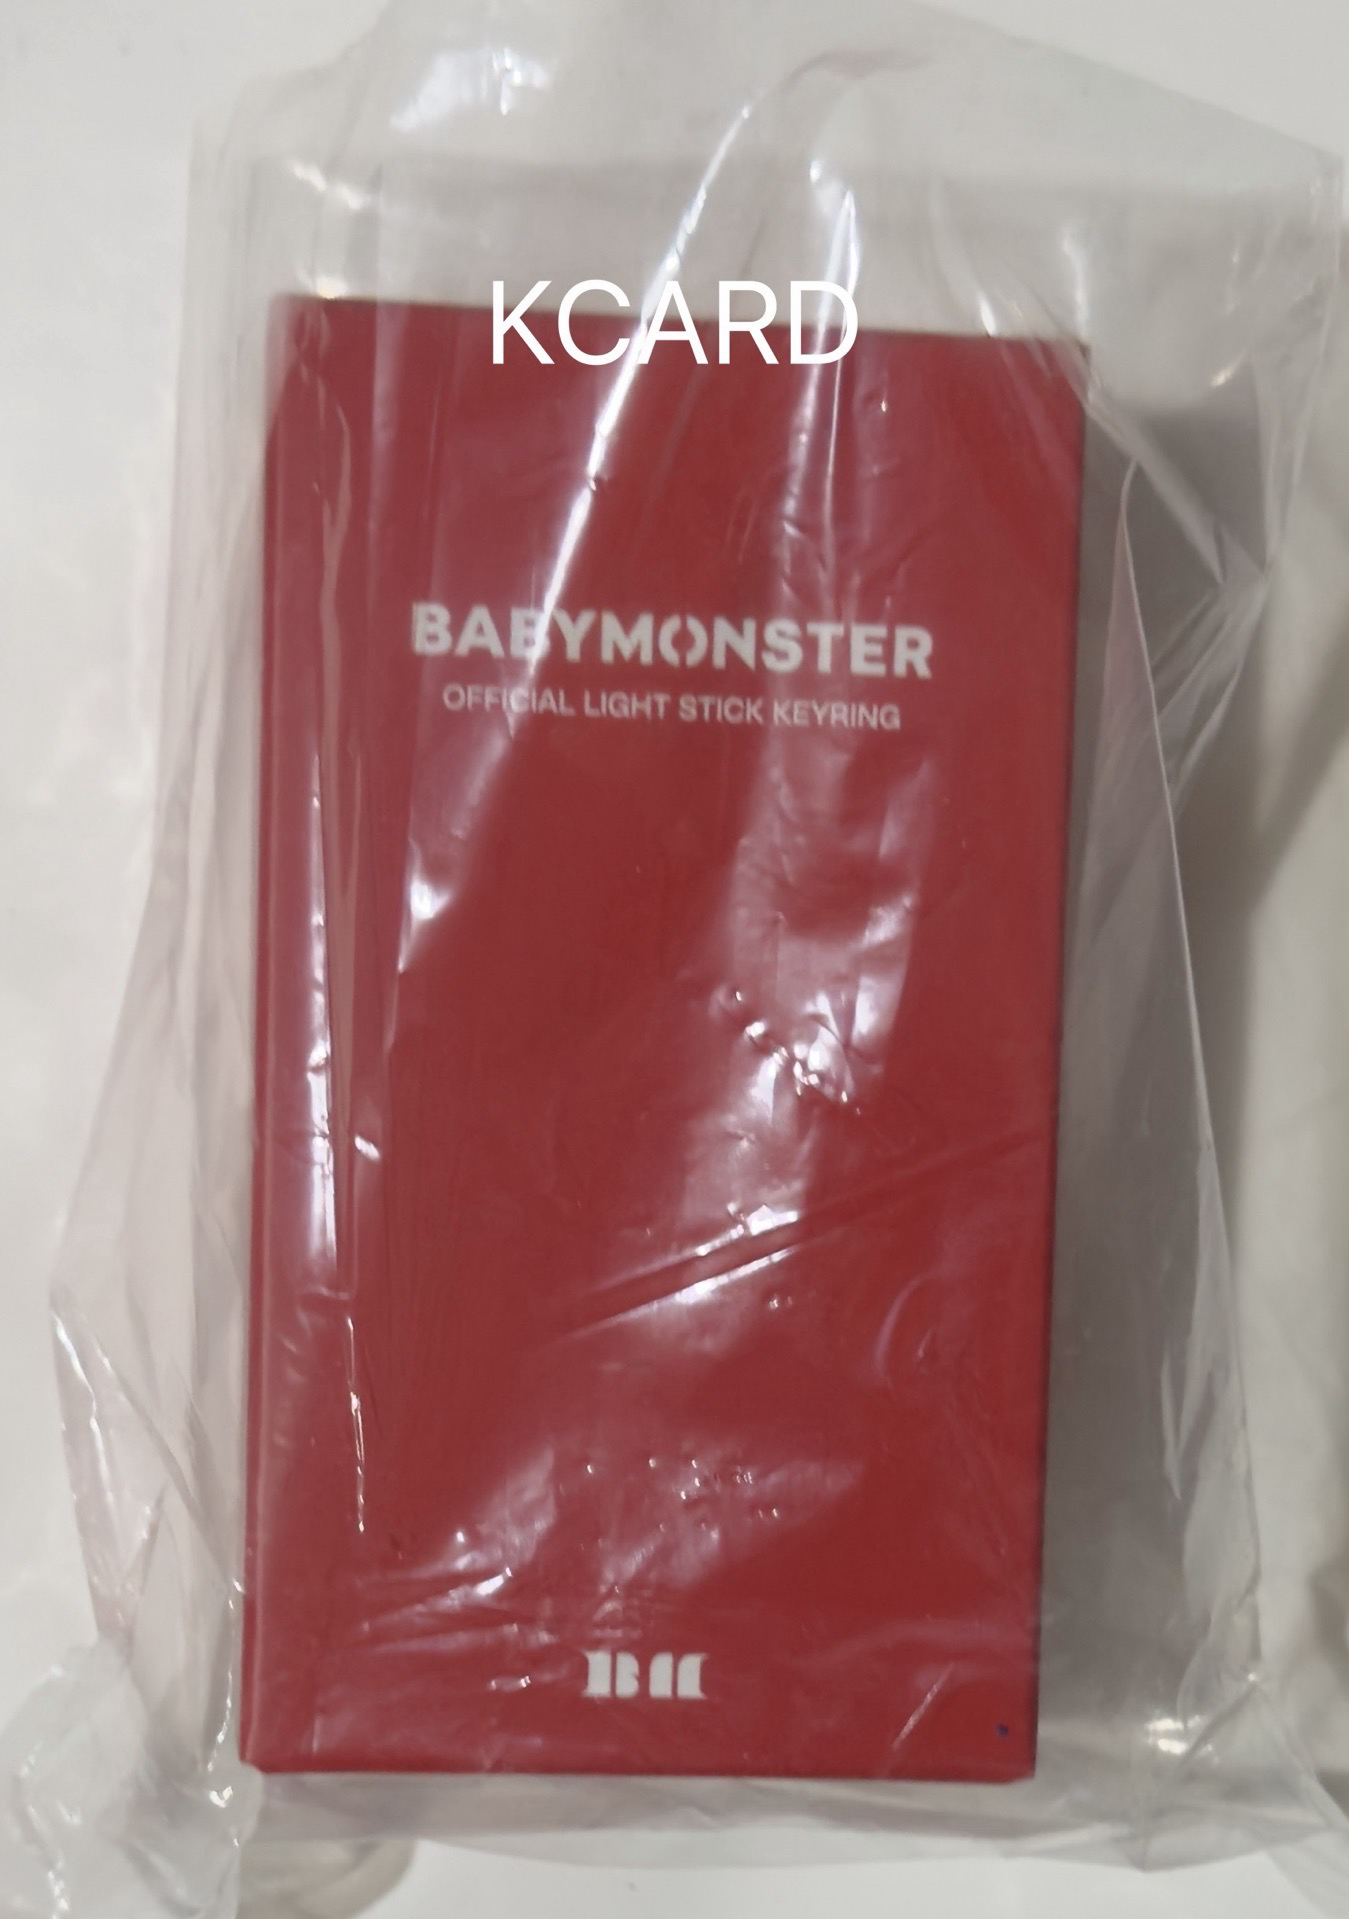 KCARD
BABYMONSTER
OFFICIAL LIGHT STICK KEYRING